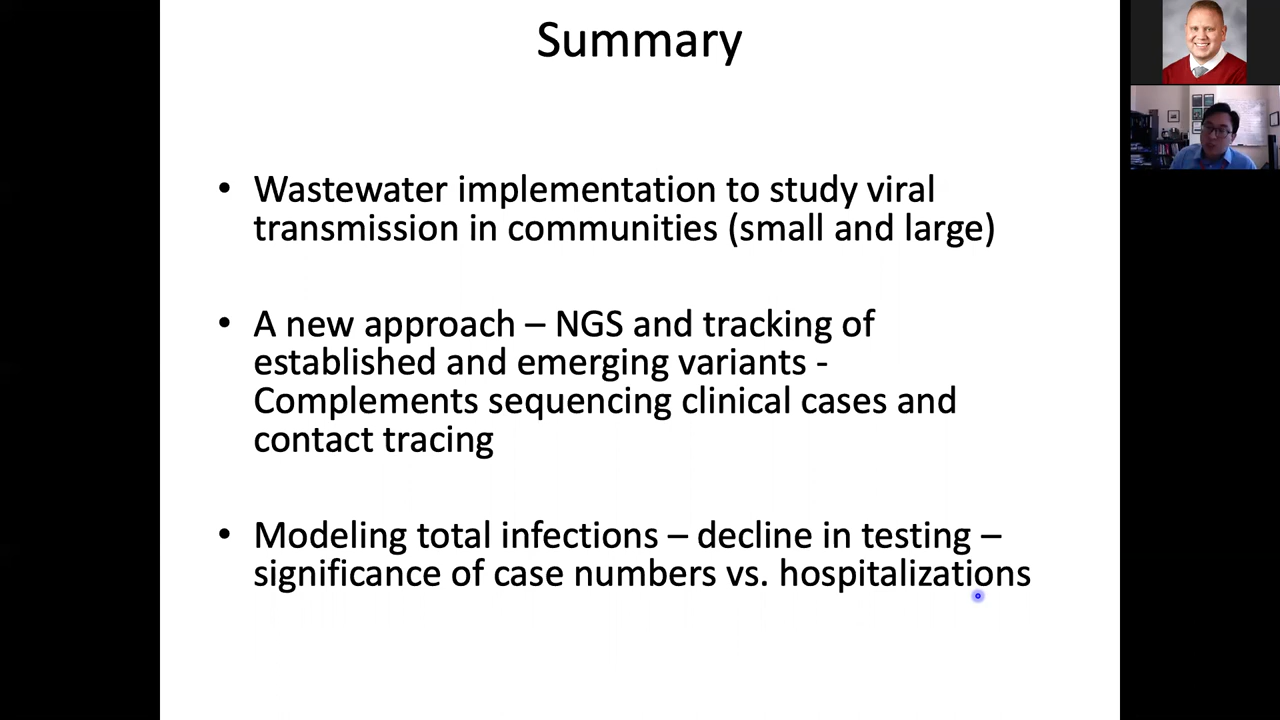 Summary
• Wastewater implementation to study viral
transmission in communities (small and large)
• A new approach – NGS and tracking of
established and emerging variants -
Complements sequencing clinical cases and
contact tracing
• Modeling total infections – decline in testing –
significance of case numbers vs. hospitalizations